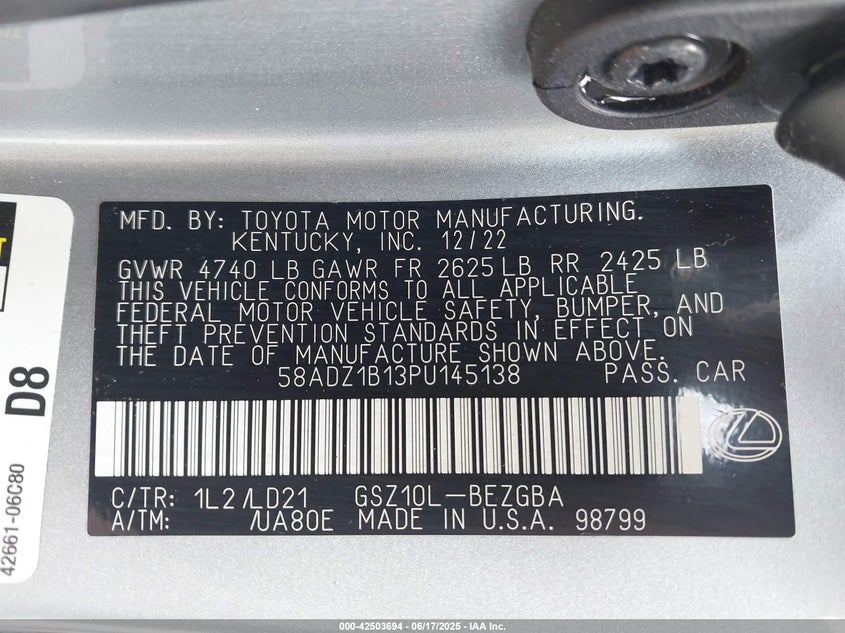 MFD. BY: TOYOTA MOTOR MANUFACTURING.
KENTUCKY, INC. 12/22
GVWR 4740 LB GAWR FR 2625 LB RR 2425 LB
THIS VEHICLE CONFORMS TO ALL APPLICABLE
FEDERAL MOTOR VEHICLE SAFETY, BUMPER, AND
THEFT PREVENTION STANDARDS IN EFFECT ON
THE DATE OF MANUFACTURE SHOWN ABOVE.
58ADZ1B13PU145138 PASS. CAR
C/TR: 1L2/LD21 GSZ10L-BEZGBA
A/TM: /UA80E MADE IN U.S.A. 98799
D8
42661-06C80
000-42503694 - 06/17/2025 - IAA Inc.